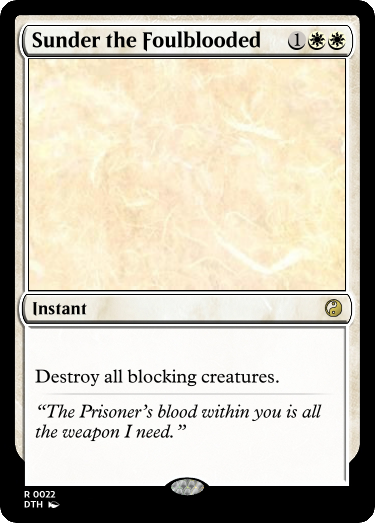 Sunder the Foulblooded 1
Instant
Destroy all blocking creatures.
“The Prisoner’s blood within you is all
the weapon I need.”
R 0022
DTH